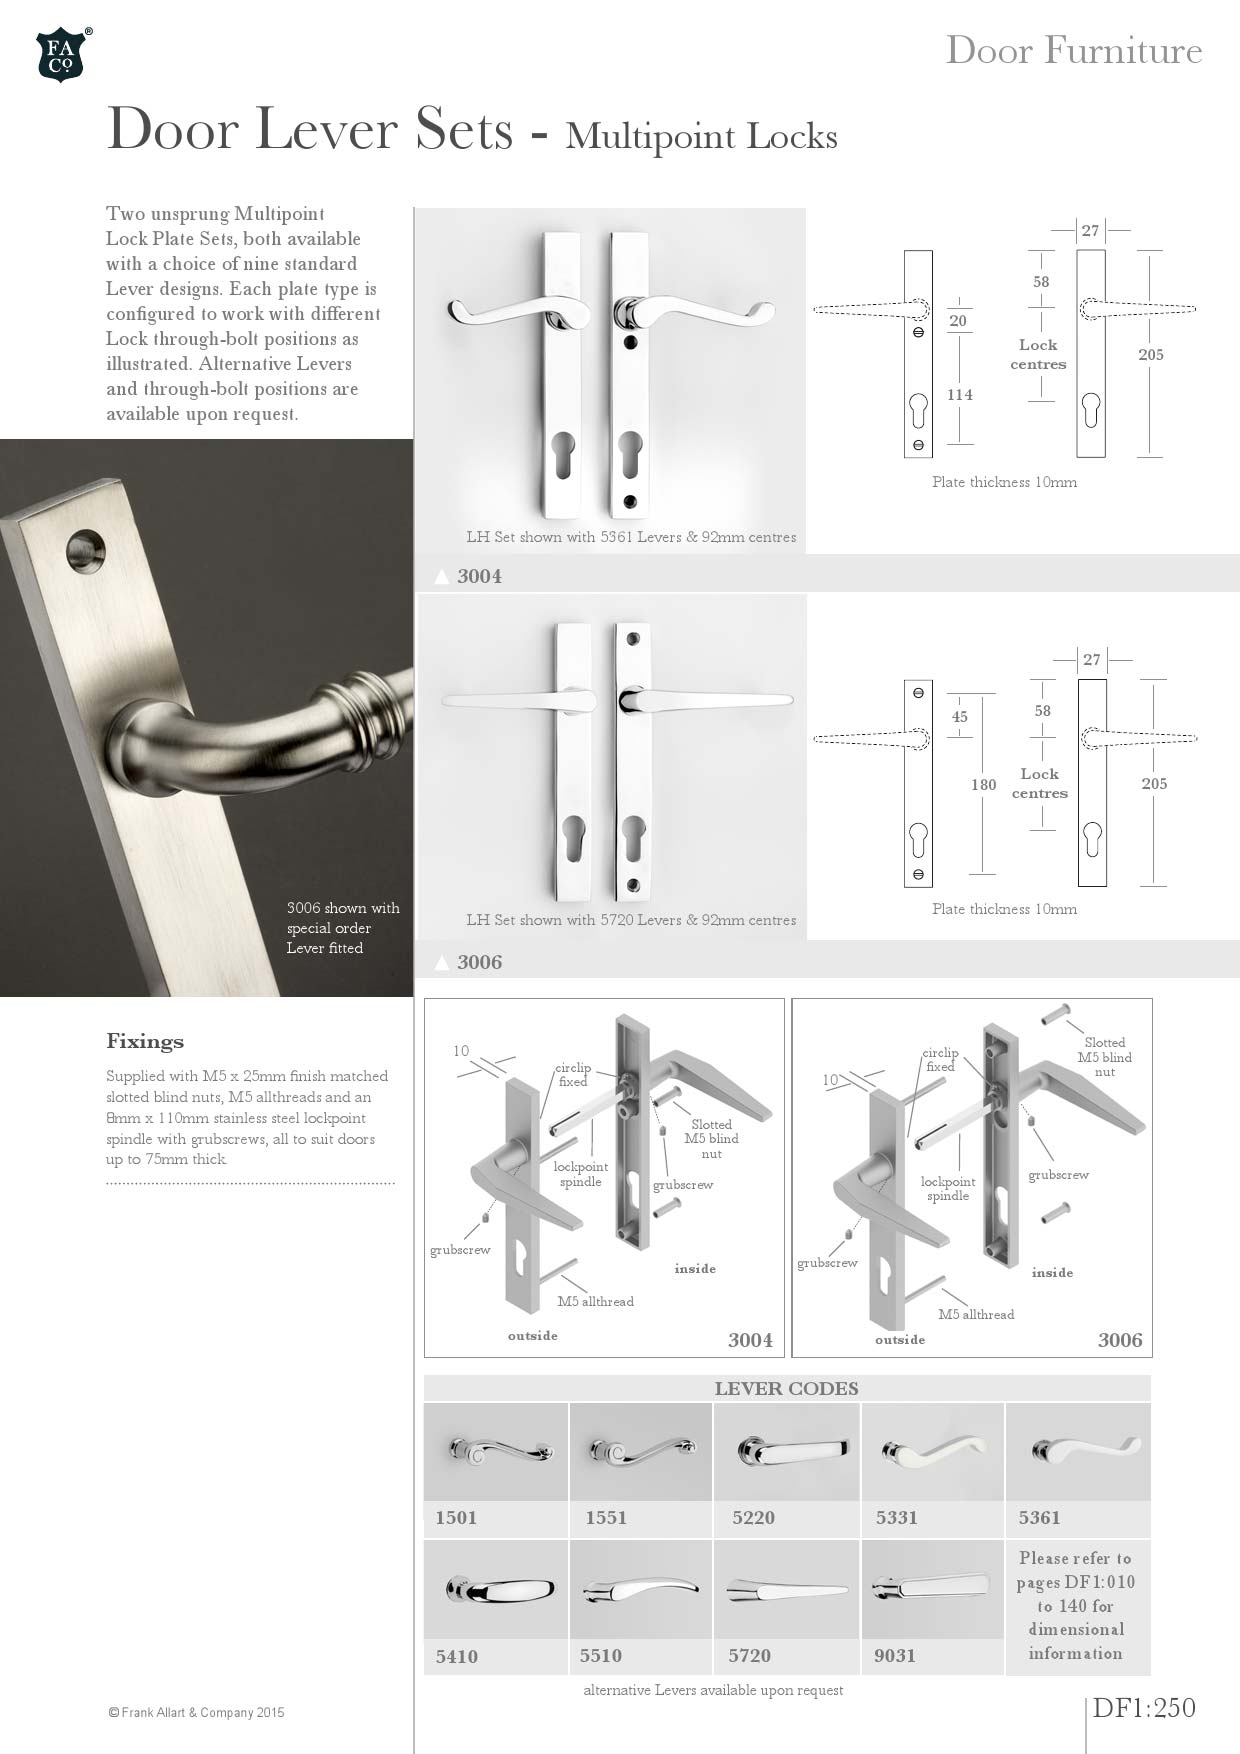 FA
Co.
®
Door Furniture
Door Lever Sets - Multipoint Locks
Two unsprung Multipoint
Lock Plate Sets, both available
with a choice of nine standard
Lever designs. Each plate type is
configured to work with different
Lock through-bolt positions as
illustrated. Alternative Levers
and through-bolt positions are
available upon request.
3006 shown with
special order
Lever fitted
Fixings
Supplied with M5 x 25mm finish matched
slotted blind nuts, M5 allthreads and an
8mm x 110mm stainless steel lockpoint
spindle with grubscrews, all to suit doors
up to 75mm thick.
LH Set shown with 5361 Levers & 92mm centres
27
58
20
Lock
centres
205
114
Plate thickness 10mm
3004
LH Set shown with 5720 Levers & 92mm centres
27
58
45
Lock
centres
180
205
Plate thickness 10mm
3006
10
circlip
fixed
Slotted
M5 blind
nut
lockpoint
spindle
grubscrew
grubscrew
inside
M5 allthread
outside
3004
Slotted
M5 blind
nut
circlip
fixed
10
grubscrew
lockpoint
spindle
grubscrew
inside
M5 allthread
outside
3006
LEVER CODES
1501
1551
5220
5331
5361
5410
5510
5720
9031
Please refer to
pages DF1:010
to 140 for
dimensional
information
alternative Levers available upon request
© Frank Allart & Company 2015
DF1:250